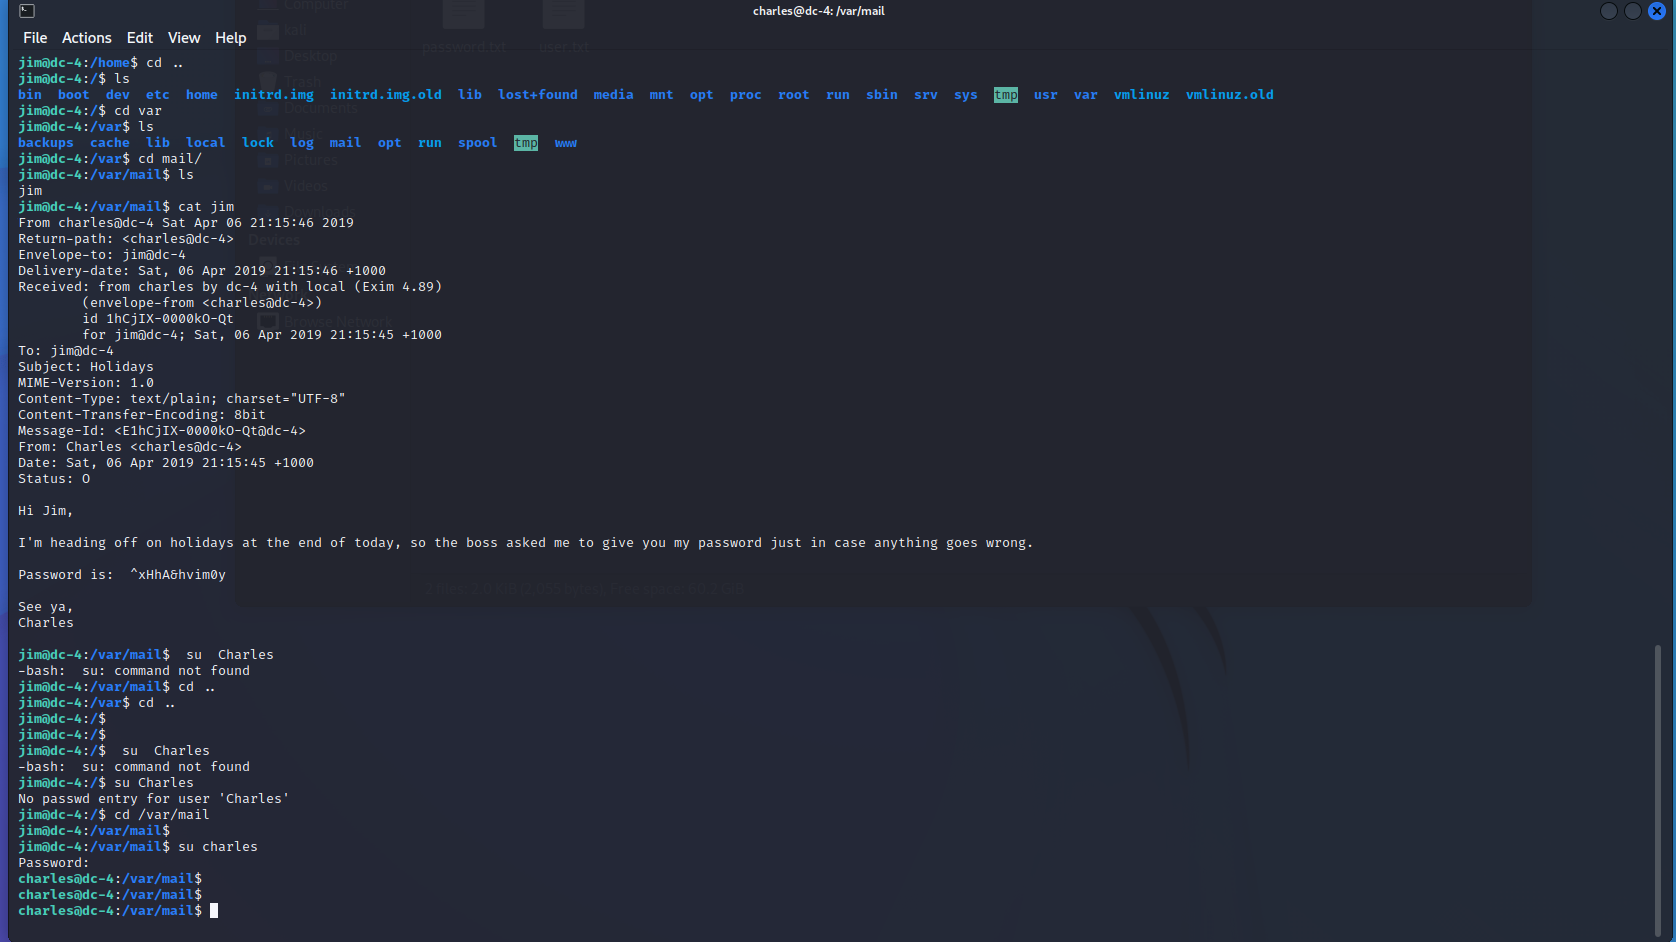 charles@dc-4: /var/mail
File Actions Edit View Help
jim@dc-4:/home$ cd ..
jim@dc-4:/$ ls
bin boot dev etc home initrd.img initrd.img.old lib lost+found media mnt opt proc root run sbin srv sys tmp usr var vmlinuz vmlinuz.old
jim@dc-4:/$ cd var
jim@dc-4:/var$ ls
backups cache lib local lock log mail opt run spool tmp www
jim@dc-4:/var$ cd mail/
jim@dc-4:/var/mail$ ls
jim
jim@dc-4:/var/mail$ cat jim
From charles@dc-4 Sat Apr 06 21:15:46 2019
Return-path: <charles@dc-4>
Envelope-to: jim@dc-4
Delivery-date: Sat, 06 Apr 2019 21:15:46 +1000
Received: from charles by dc-4 with local (Exim 4.89)
(envelope-from <charles@dc-4>)
id 1hCjIX-0000kO-Qt
for jim@dc-4; Sat, 06 Apr 2019 21:15:45 +1000
To: jim@dc-4
Subject: Holidays
MIME-Version: 1.0
Content-Type: text/plain; charset="UTF-8"
Content-Transfer-Encoding: 8bit
Message-Id: <E1hCjIX-0000kO-Qt@dc-4>
From: Charles <charles@dc-4>
Date: Sat, 06 Apr 2019 21:15:45 +1000
Status: O
Hi Jim,
I'm heading off on holidays at the end of today, so the boss asked me to give you my password just in case anything goes wrong.
Password is:  ^xHhA&hvim0y
See ya,
Charles
jim@dc-4:/var/mail$  su  Charles
-bash:  su: command not found
jim@dc-4:/var/mail$ cd ..
jim@dc-4:/var$ cd ..
jim@dc-4:/$
jim@dc-4:/$
jim@dc-4:/$  su  Charles
-bash:  su: command not found
jim@dc-4:/$ su Charles
No passwd entry for user 'Charles'
jim@dc-4:/$ cd /var/mail
jim@dc-4:/var/mail$
jim@dc-4:/var/mail$ su charles
Password:
charles@dc-4:/var/mail$
charles@dc-4:/var/mail$
charles@dc-4:/var/mail$
Computer
kali
Desktop
Trash
Documents
Music
Pictures
Videos
Downloads
Devices
Browse Network
password.txt
user.txt